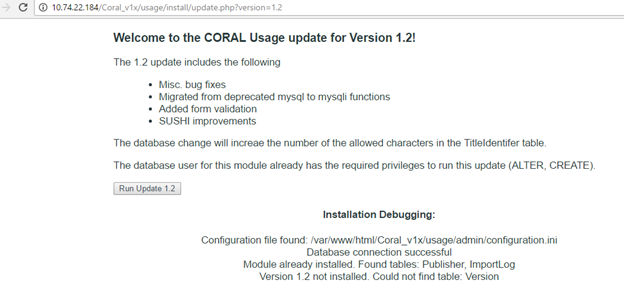 10.74.22.184/Coral_v1x/usage/install/update.php?version=1.2
Welcome to the CORAL Usage update for Version 1.2!
The 1.2 update includes the following
• Misc. bug fixes
• Migrated from deprecated mysql to mysqli functions
• Added form validation
• SUSHI improvements
The database change will increae the number of the allowed characters in the TitleIdentifer table.
The database user for this module already has the required privileges to run this update (ALTER, CREATE).
Run Update 1.2
Installation Debugging:
Configuration file found: /var/www/html/Coral_v1x/usage/admin/configuration.ini
Database connection successful
Module already installed. Found tables: Publisher, ImportLog
Version 1.2 not installed. Could not find table: Version